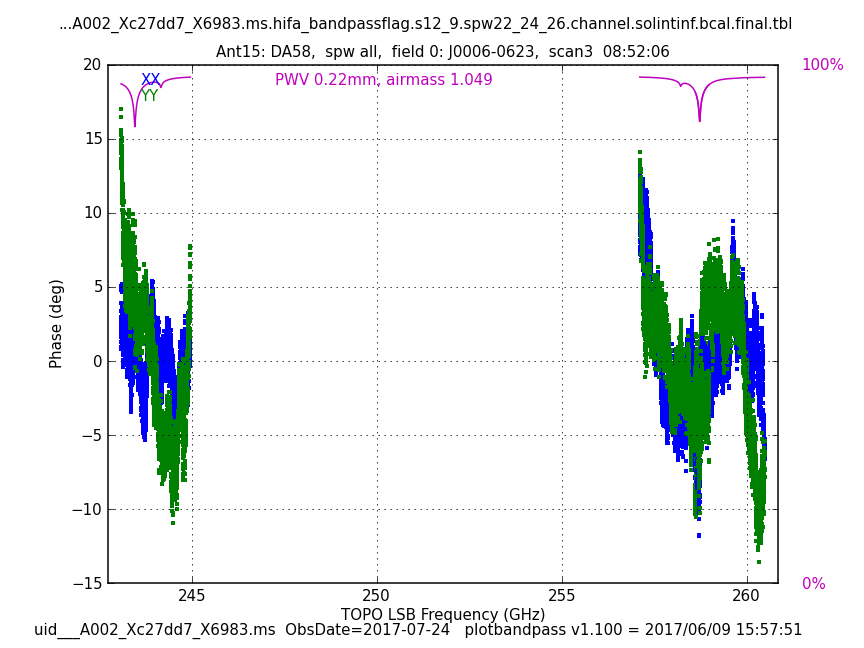 ...A002_Xc27dd7_X6983.ms.hifa_bandpassflag.s12_9.spw22_24_26.channel.solintinf.bcal.final.tbl
Ant15: DA58,  spw all,  field 0: J0006-0623,  scan3  08:52:06
20
100%
XX
PWV 0.22mm, airmass 1.049
YY
15
10
5
0
−5
−10
−15
0%
Phase (deg)
245
250
255
260
TOPO LSB Frequency (GHz)
uid___A002_Xc27dd7_X6983.ms  ObsDate=2017-07-24   plotbandpass v1.100 = 2017/06/09 15:57:51